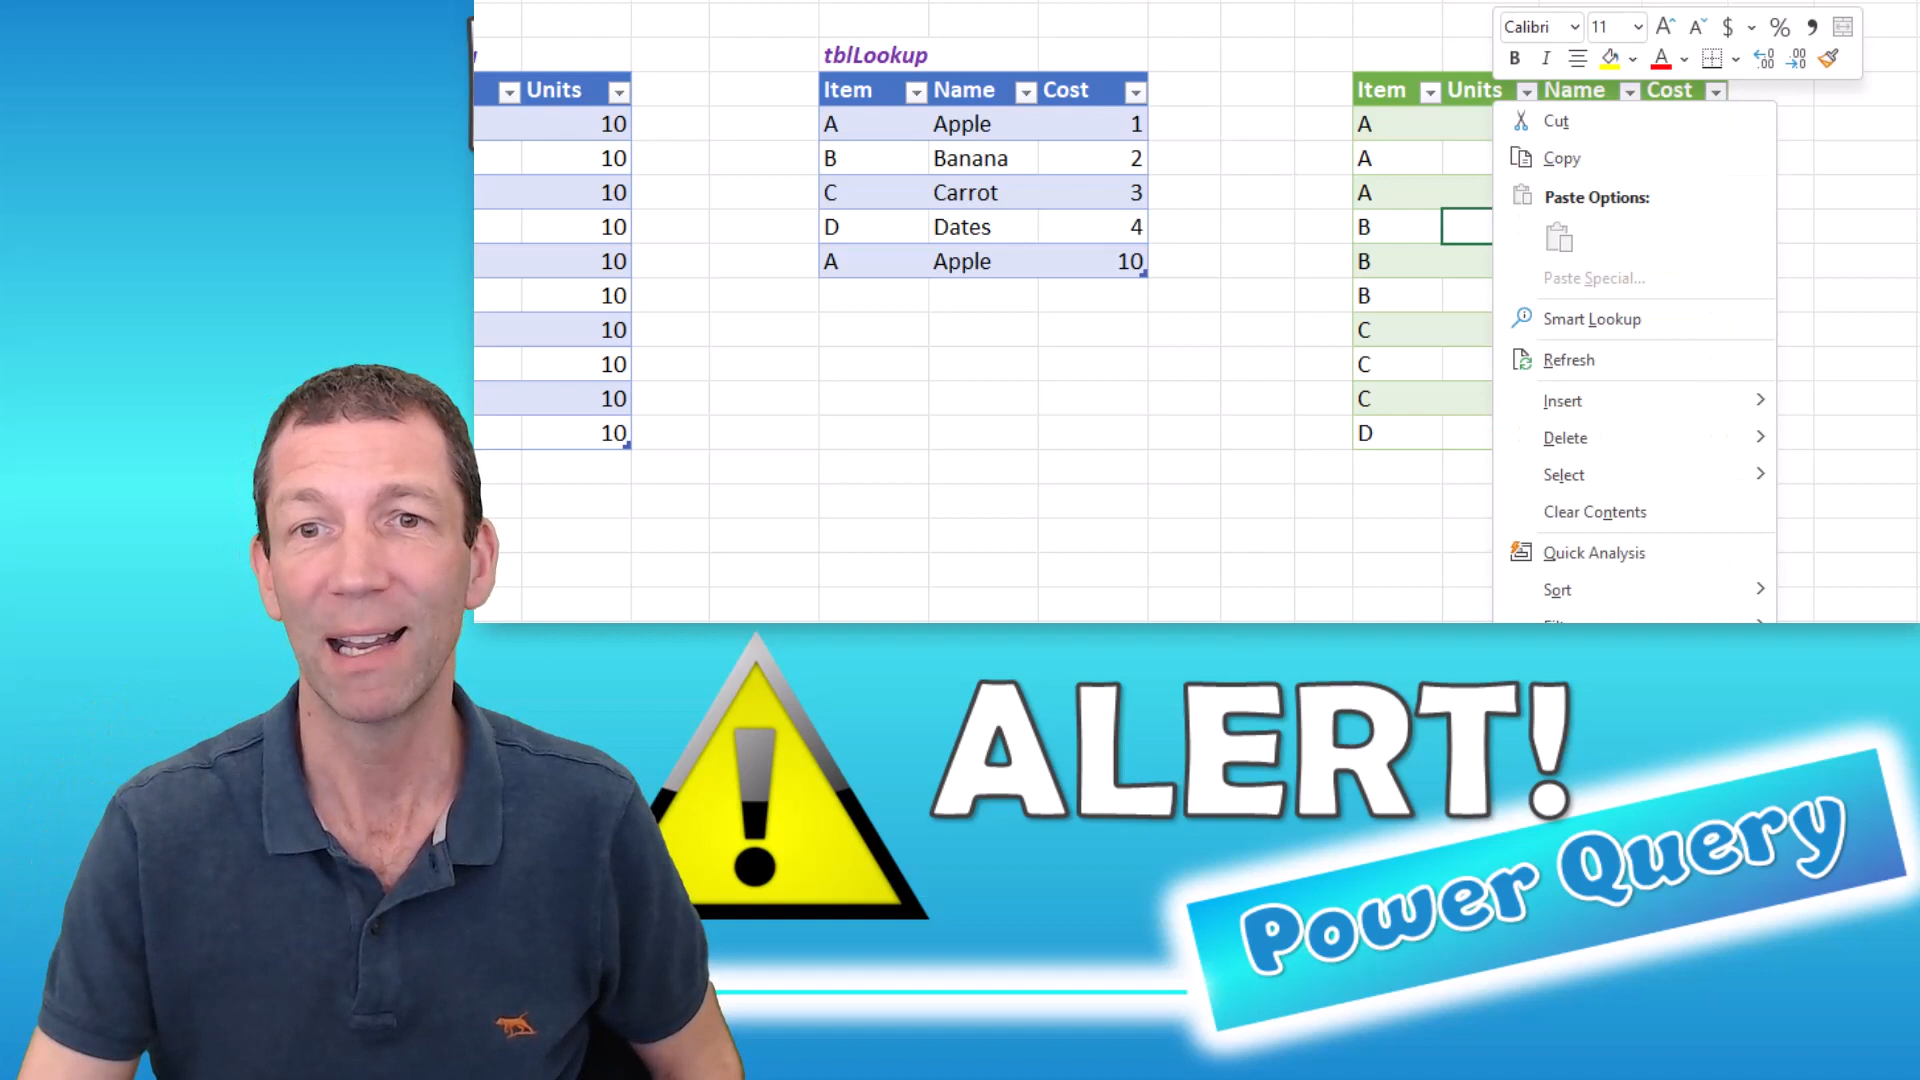 tblLookup
Units
10
10
10
10
10
10
10
10
10
10
Item Name Cost
A Apple 1
B Banana 2
C Carrot 3
D Dates 4
A Apple 10
Item Units Name Cost
A
A
A
B
B
B
C
C
C
D
Calibri 11 A A $ % ,
B I A .00 .00
Cut
Copy
Paste Options:
Paste Special...
Smart Lookup
Refresh
Insert
Delete
Select
Clear Contents
Quick Analysis
Sort
ALERT!
Power Query